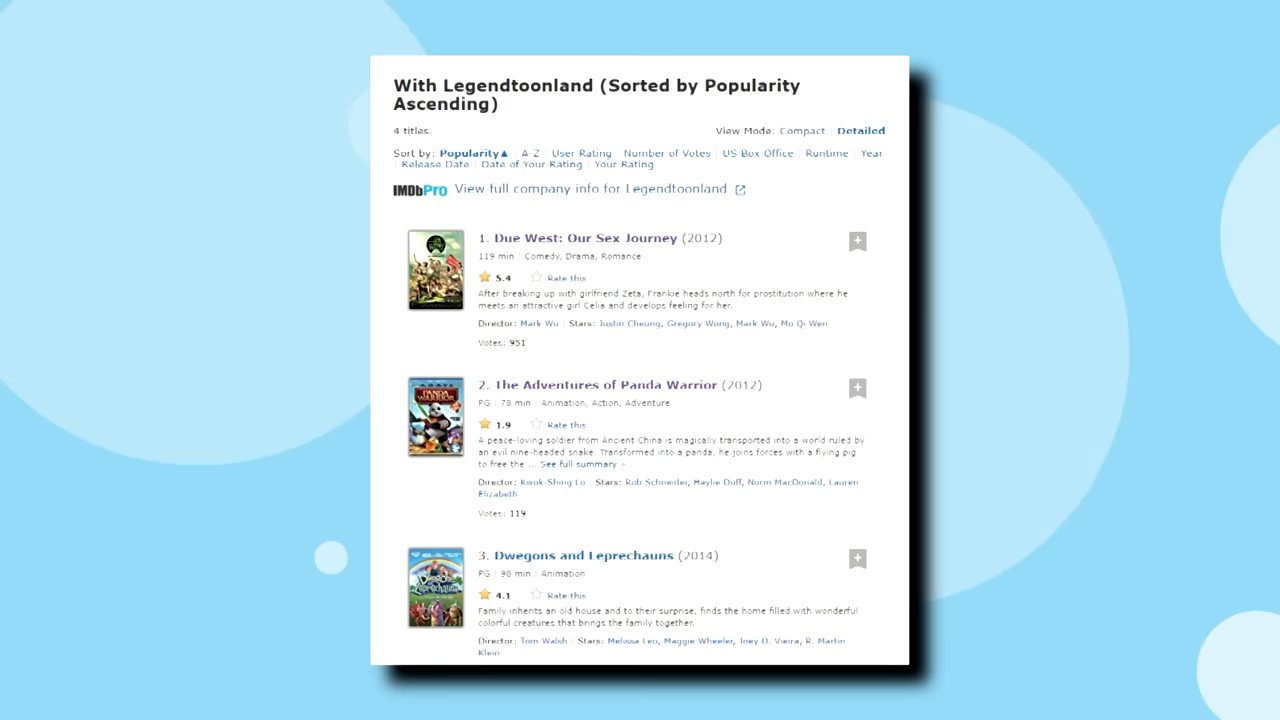 With Legendtoonland (Sorted by Popularity
Ascending)
4 titles.
View Mode: Compact | Detailed
Sort by: Popularity▲ | A-Z | User Rating | Number of Votes | US Box Office | Runtime | Year
| Release Date | Date of Your Rating | Your Rating
IMDbPro View full company info for Legendtoonland
1. Due West: Our Sex Journey (2012)
119 min | Comedy, Drama, Romance
5.4 Rate this
After breaking up with girlfriend Zeta, Frankie heads north for prostitution where he
meets an attractive girl Celia and develops feeling for her.
Director: Mark Wu | Stars: Justin Cheung, Gregory Wong, Mark Wu, Mo Qi Wen
Votes: 951
PANDA
WARRIOR
2. The Adventures of Panda Warrior (2012)
PG | 78 min | Animation, Action, Adventure
1.9 Rate this
A peace-loving soldier from Ancient China is magically transported into a world ruled by
an evil nine-headed snake. Transformed into a panda, he joins forces with a flying pig
to free the ... See full summary »
Director: Kwok-Shing Lo | Stars: Rob Schneider, Haylie Duff, Norm MacDonald, Lauren
Elizabeth
Votes: 119
3. Dwegons and Leprechauns (2014)
PG | 98 min | Animation
4.1 Rate this
Family inherits an old house and to their surprise, finds the home filled with wonderful
colorful creatures that brings the family together.
Director: Tom Walsh | Stars: Melissa Leo, Maggie Wheeler, Joey D. Vieira, R. Martin
Klein